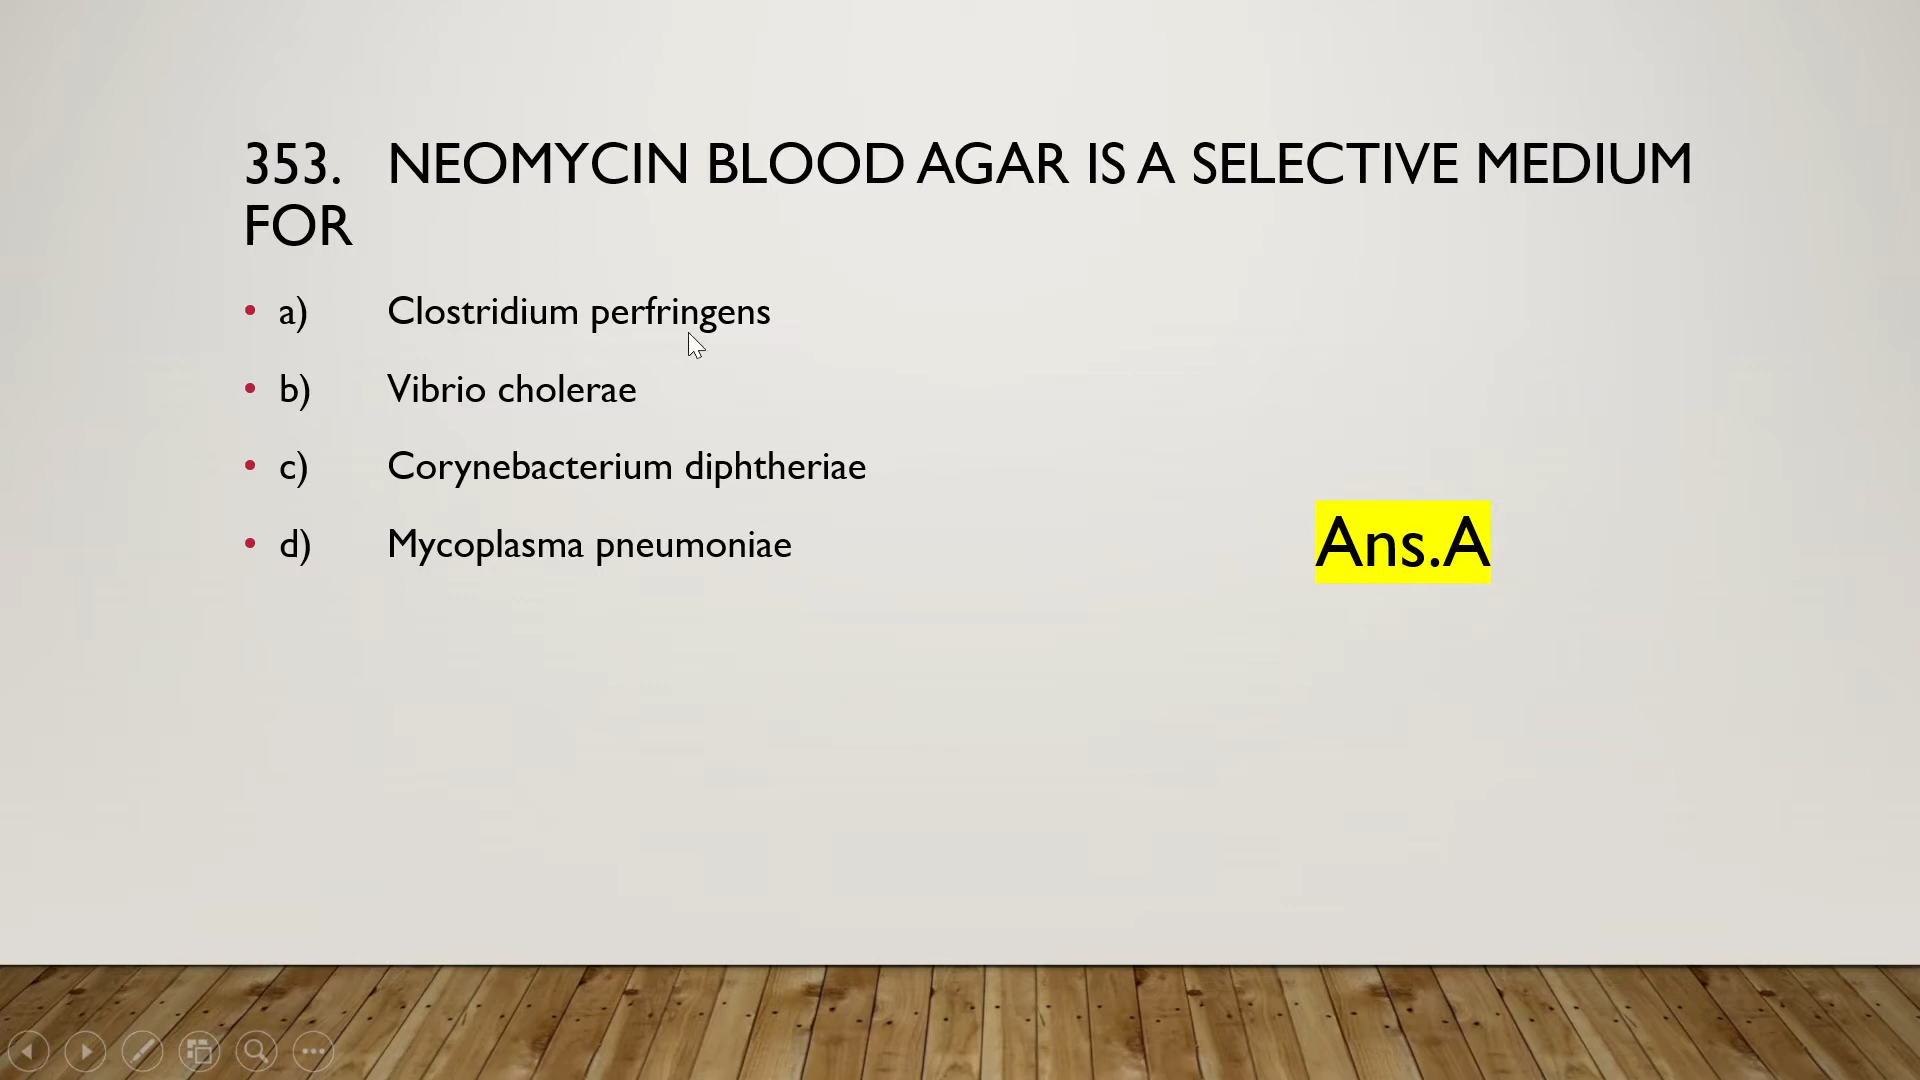 353. NEOMYCIN BLOOD AGAR IS A SELECTIVE MEDIUM
FOR
• a) Clostridium perfringens
• b) Vibrio cholerae
• c) Corynebacterium diphtheriae
• d) Mycoplasma pneumoniae
Ans.A